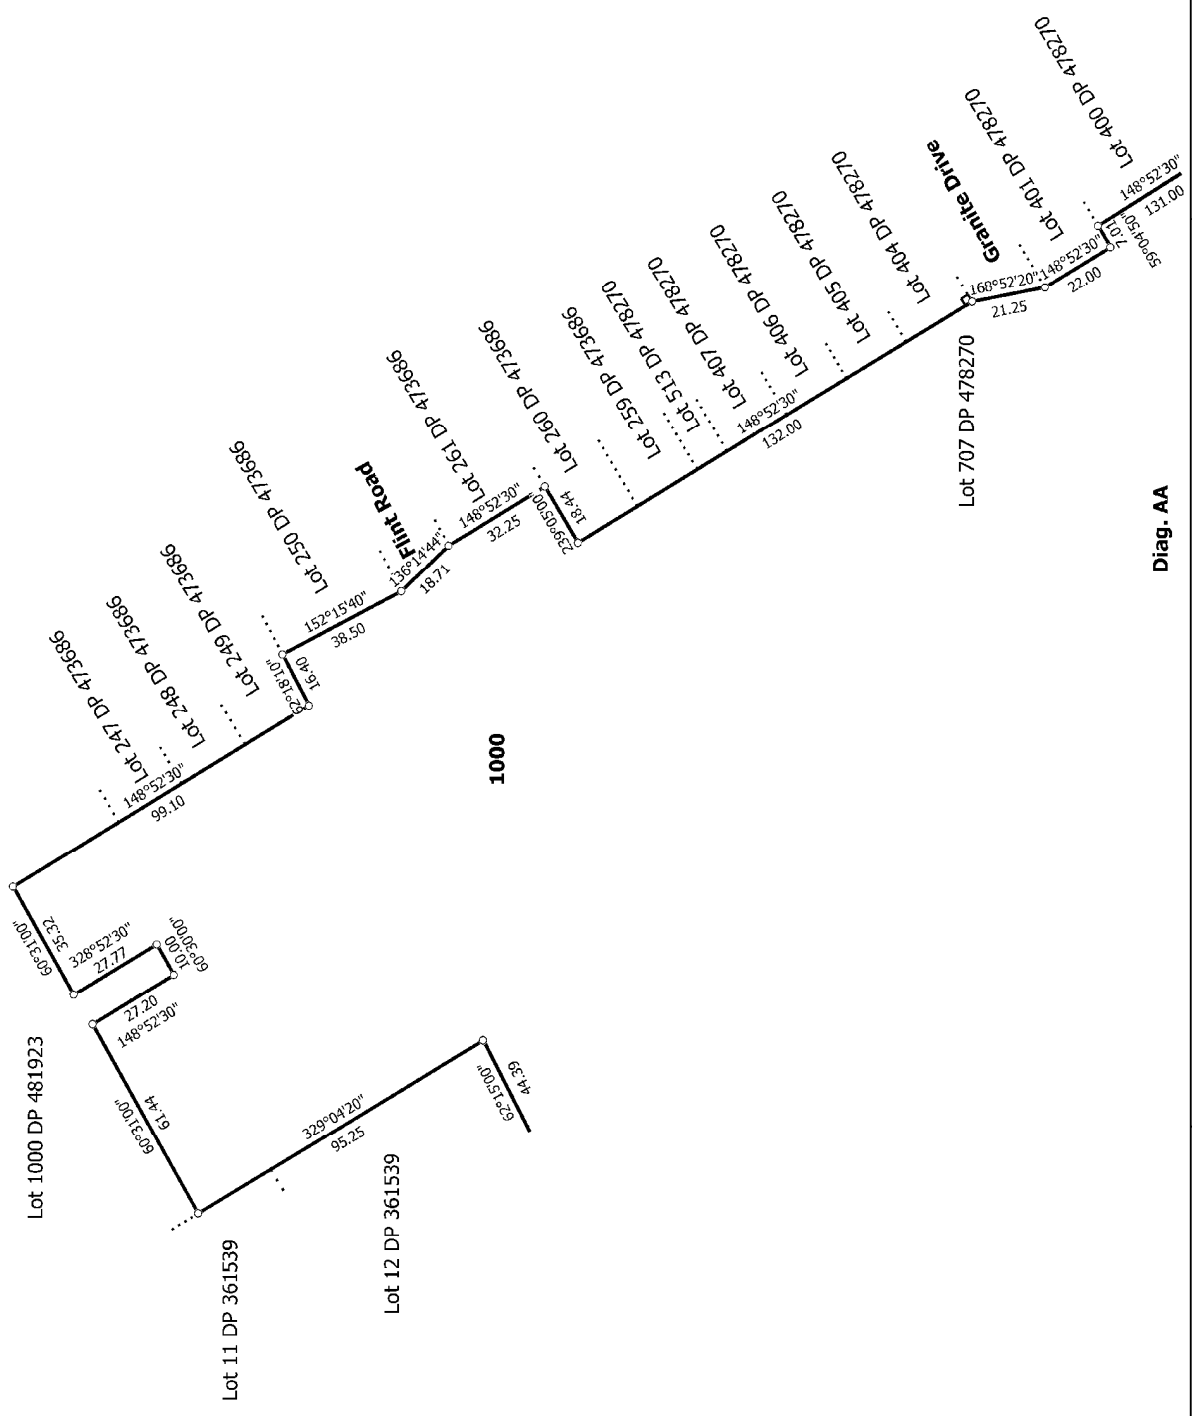 Lot 400 DP 478270
Lot 401 DP 478270
Granite Drive
Lot 404 DP 478270
Lot 405 DP 478270
Lot 406 DP 478270
Lot 407 DP 478270
Lot 513 DP 478270
Lot 259 DP 473686
Lot 260 DP 473686
Lot 261 DP 473686
Flint Road
Lot 250 DP 473686
Lot 249 DP 473686
Lot 248 DP 473686
Lot 247 DP 473686
148°52'30"
131.00
59°04'50"
7.01
148°52'30"
22.00
168°52'20"
21.25
Lot 707 DP 478270
148°52'30"
132.00
239°05'00"
18.44
148°52'30"
32.25
136°14'44"
18.71
152°15'40"
38.50
62°18'10"
16.40
148°52'30"
99.10
1000
60°31'00"
35.32
328°52'30"
27.77
10.00
60°30'00"
27.20
148°52'30"
60°31'00"
61.44
329°04'20"
95.25
62°15'00"
44.39
Lot 1000 DP 481923
Lot 11 DP 361539
Lot 12 DP 361539
Diag. AA